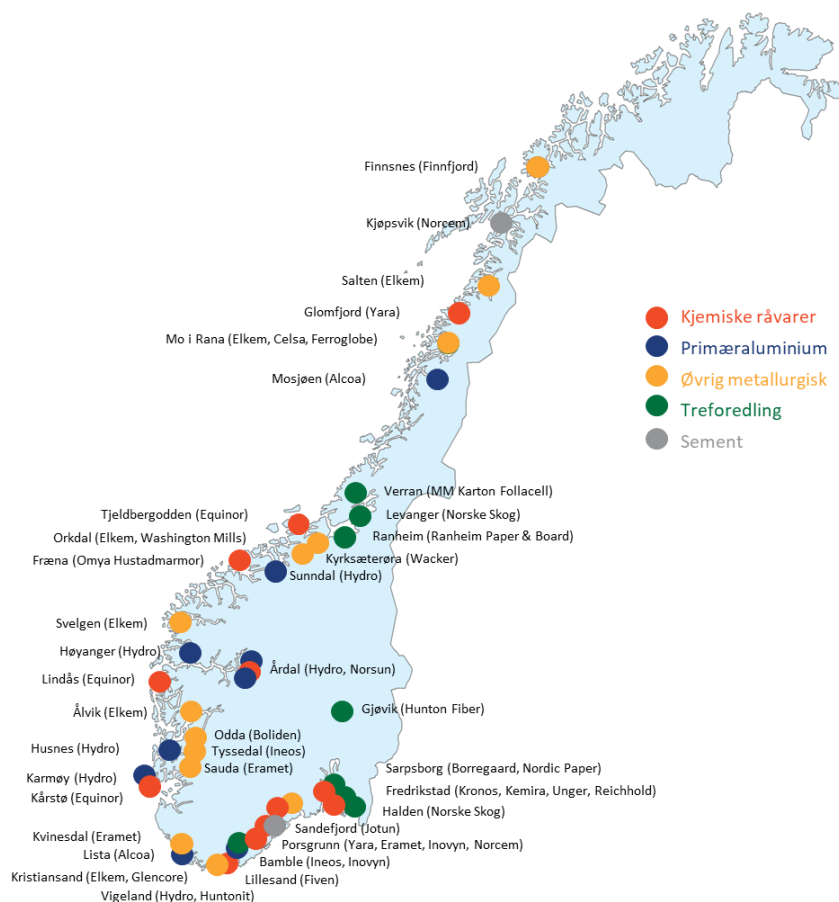 Finnsnes (Finnfjord)
Kjøpsvik (Norcem)
Salten (Elkem)
Glomfjord (Yara)
Mo i Rana (Elkem, Celsa, Ferroglobe)
Mosjøen (Alcoa)
Kjemiske råvarer
Primæraluminium
Øvrig metallurgisk
Treforedling
Sement
Verran (MM Karton Follacell)
Levanger (Norske Skog)
Ranheim (Ranheim Paper & Board)
Kyrksæterøra (Wacker)
Tjeldbergodden (Equinor)
Orkdal (Elkem, Washington Mills)
Fræna (Omya Hustadmarmor)
Sunndal (Hydro)
Svelgen (Elkem)
Høyanger (Hydro)
Årdal (Hydro, Norsun)
Lindås (Equinor)
Ålvik (Elkem)
Gjøvik (Hunton Fiber)
Odda (Boliden)
Husnes (Hydro)
Tyssedal (Ineos)
Sauda (Eramet)
Karmøy (Hydro)
Kårstø (Equinor)
Sarpsborg (Borregaard, Nordic Paper)
Fredrikstad (Kronos, Kemira, Unger, Reichhold)
Halden (Norske Skog)
Sandefjord (Jotun)
Porsgrunn (Yara, Eramet, Inovyn, Norcem)
Bamble (Ineos, Inovyn)
Lillesand (Fiven)
Kvinesdal (Eramet)
Lista (Alcoa)
Kristiansand (Elkem, Glencore)
Vigeland (Hydro, Huntonit)